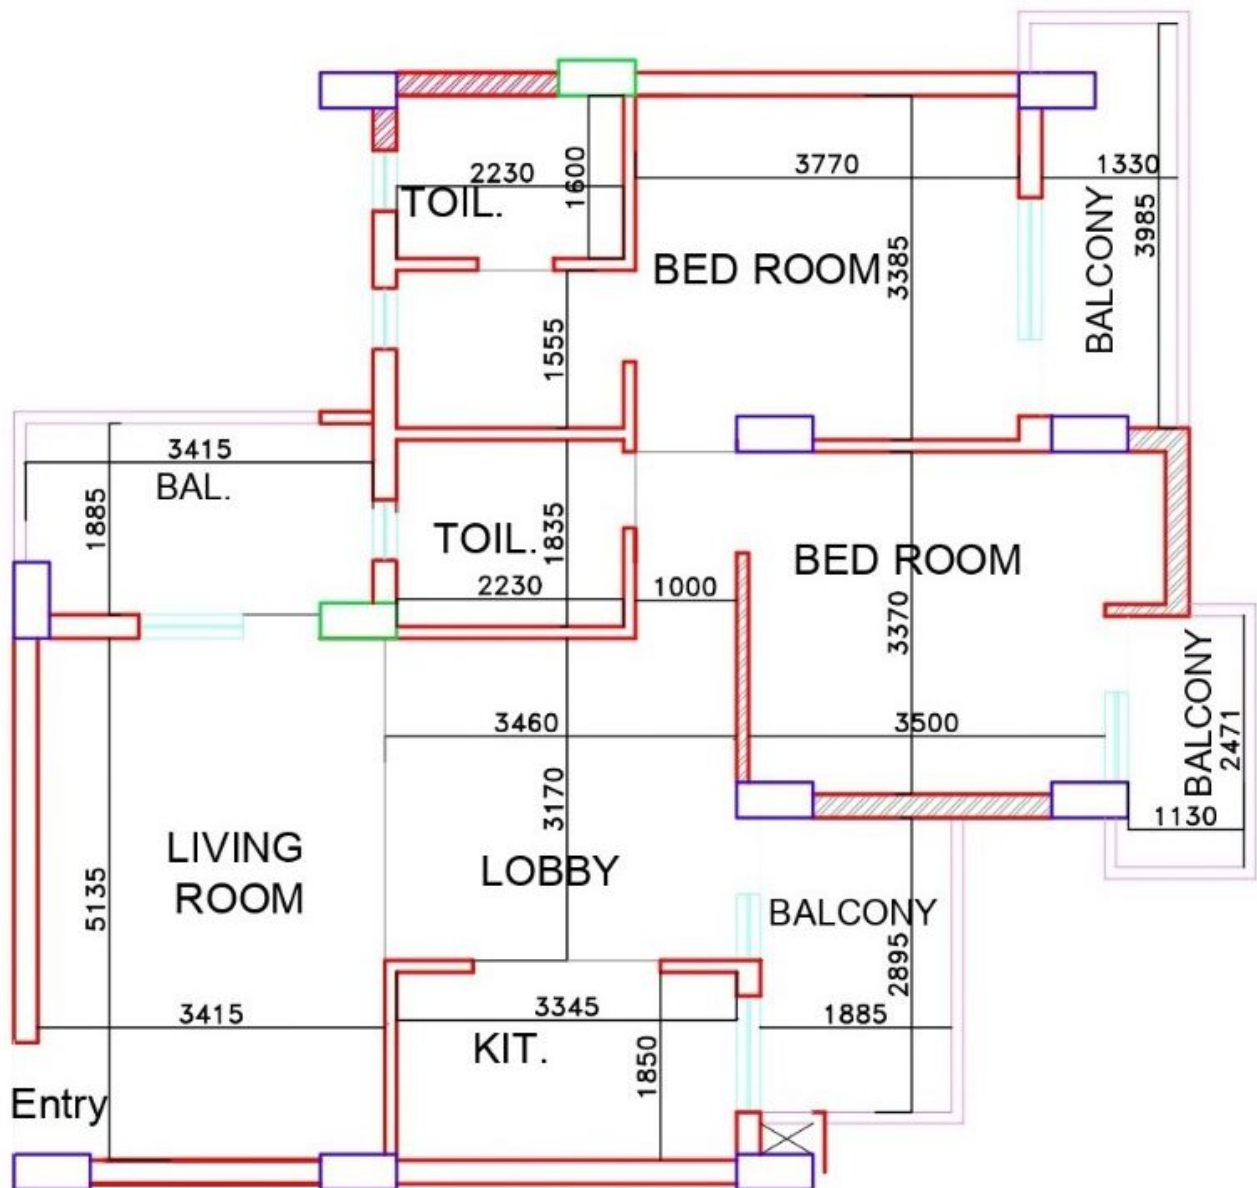 2230
TOIL.
1600
3770
1330
BALCONY
3985
BED ROOM
3385
1555
3415
BAL.
1885
TOIL.
1835
2230
1000
BED ROOM
3370
BALCONY
2471
3460
3500
1130
3170
LIVING
ROOM
LOBBY
5135
BALCONY
2895
3415
3345
1885
KIT.
1850
Entry